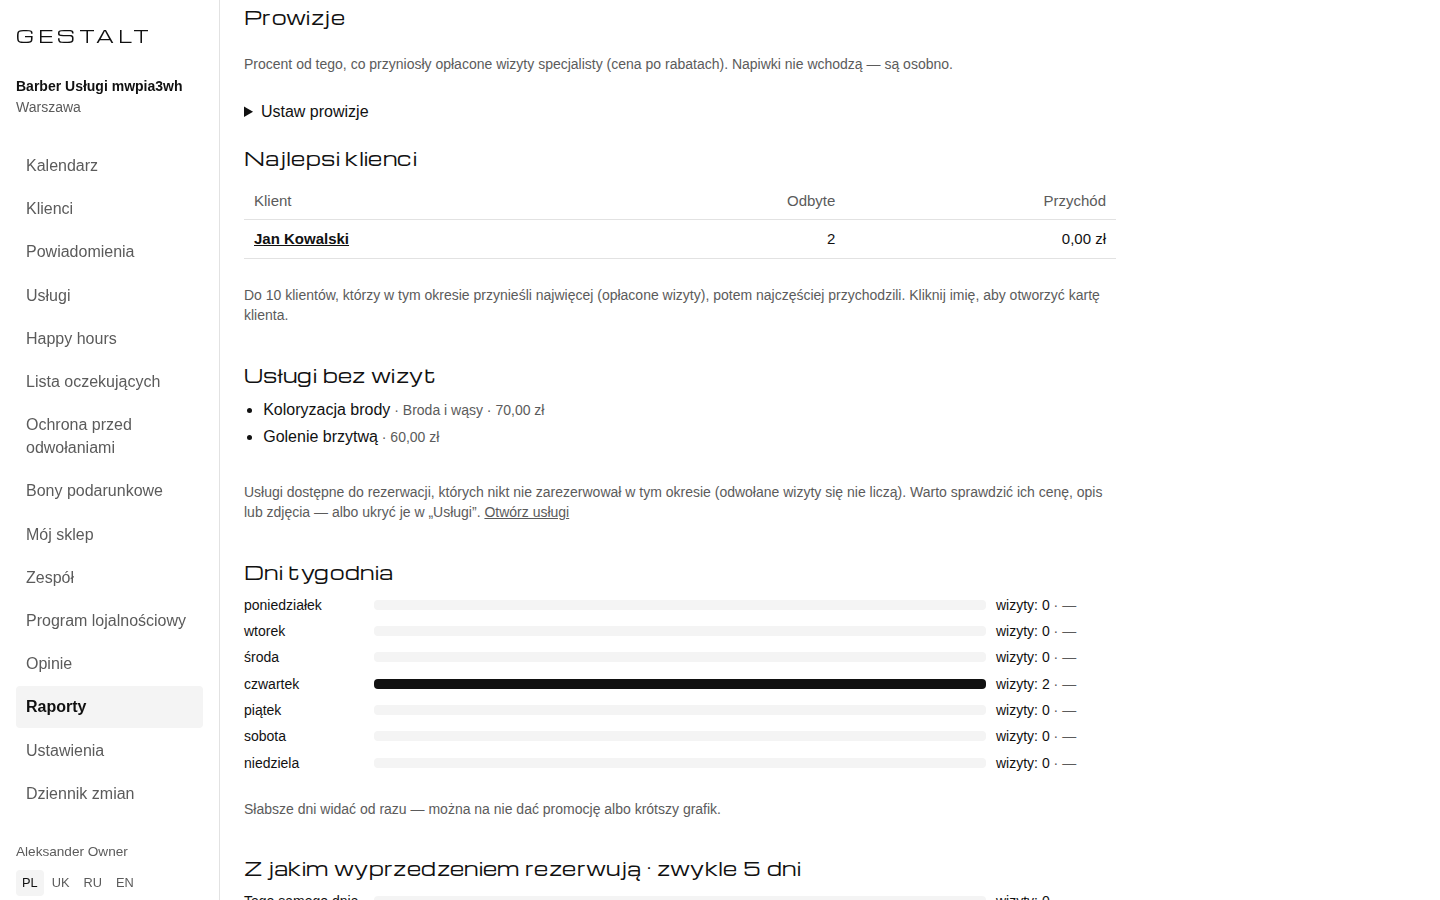 GESTALT
Barber Usługi mwpia3wh
Warszawa
Kalendarz
Klienci
Powiadomienia
Usługi
Happy hours
Lista oczekujących
Ochrona przed
odwołaniami
Bony podarunkowe
Mój sklep
Zespół
Program lojalnościowy
Opinie
Raporty
Ustawienia
Dziennik zmian
Aleksander Owner
PL UK RU EN
Prowizje
Procent od tego, co przyniosły opłacone wizyty specjalisty (cena po rabatach). Napiwki nie wchodzą — są osobno.
Ustaw prowizje
Najlepsi klienci
Klient Odbyte Przychód
Jan Kowalski 2 0,00 zł
Do 10 klientów, którzy w tym okresie przynieśli najwięcej (opłacone wizyty), potem najczęściej przychodzili. Kliknij imię, aby otworzyć kartę
klienta.
Usługi bez wizyt
Koloryzacja brody · Broda i wąsy · 70,00 zł
Golenie brzytwą · 60,00 zł
Usługi dostępne do rezerwacji, których nikt nie zarezerwował w tym okresie (odwołane wizyty się nie liczą). Warto sprawdzić ich cenę, opis
lub zdjęcia — albo ukryć je w „Usługi”. Otwórz usługi
Dni tygodnia
poniedziałek wizyty: 0 · —
wtorek wizyty: 0 · —
środa wizyty: 0 · —
czwartek wizyty: 2 · —
piątek wizyty: 0 · —
sobota wizyty: 0 · —
niedziela wizyty: 0 · —
Słabsze dni widać od razu — można na nie dać promocję albo krótszy grafik.
Z jakim wyprzedzeniem rezerwują · zwykle 5 dni